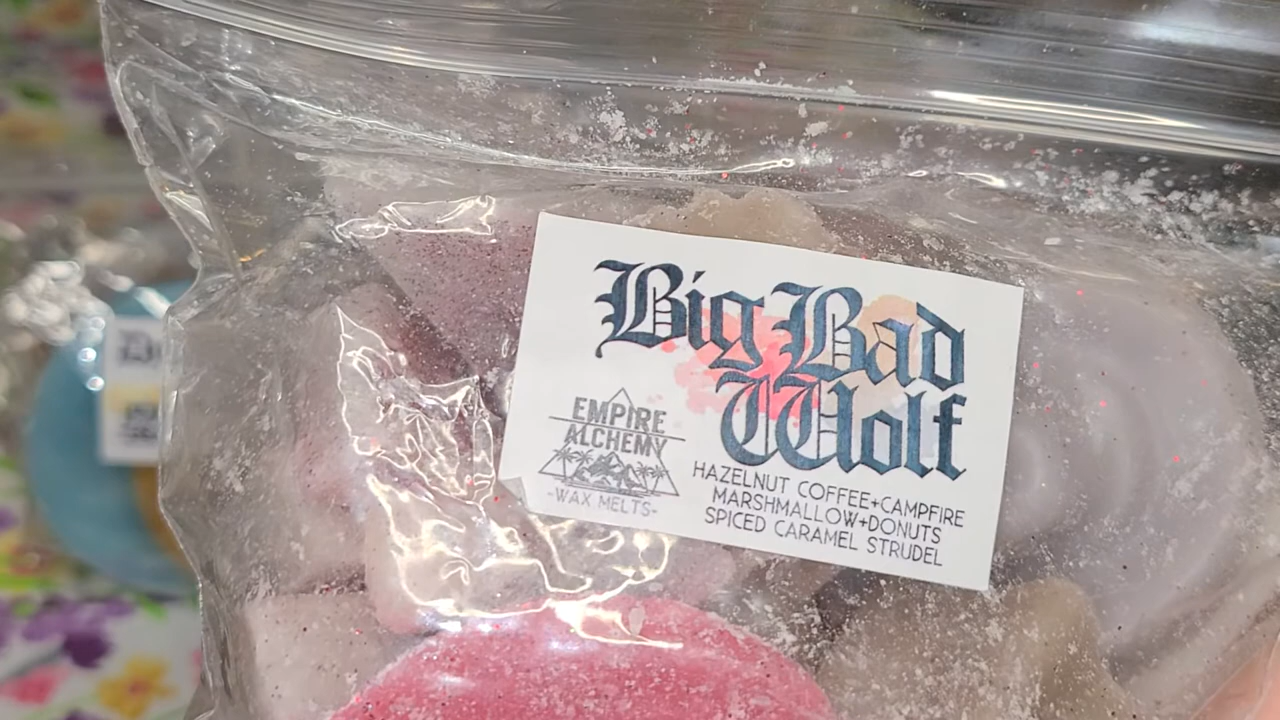 Big Bad
Wolf
EMPIRE
ALCHEMY
-WAX MELTS-
HAZELNUT COFFEE+CAMPFIRE
MARSHMALLOW+DONUTS
SPICED CARAMEL STRUDEL